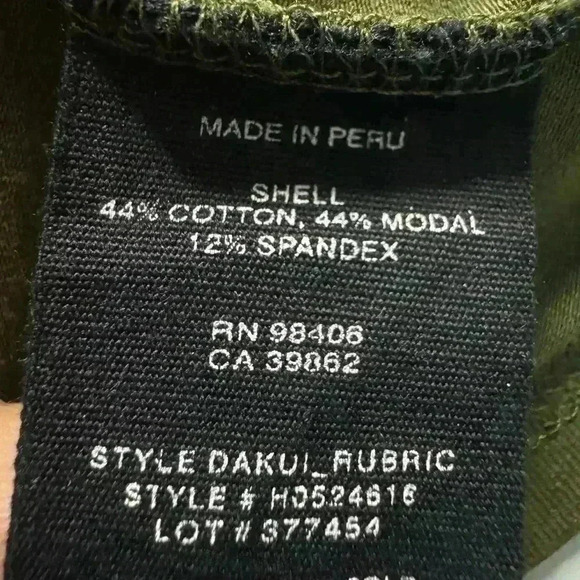 MADE IN PERU
SHELL
44% COTTON, 44% MODAL
12% SPANDEX
RN 98406
CA 39862
STYLE DAKUI_RUBRIC
STYLE # H0524616
LOT # 377454